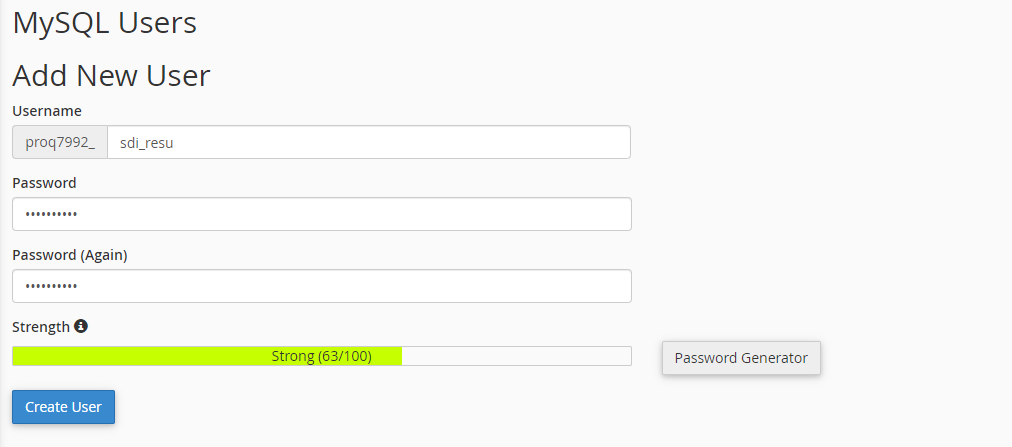 MySQL Users
Add New User
Username
proq7992_ sdi_resu
Password
••••••••••
Password (Again)
••••••••••
Strength
Strong (63/100)
Password Generator
Create User